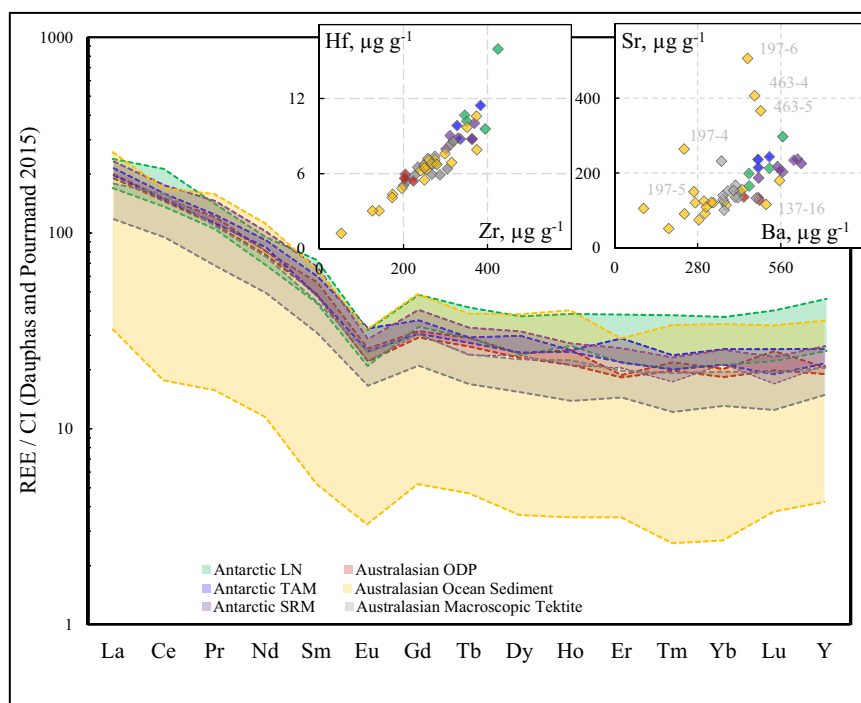 1000
100
10
1
REE / CI (Dauphas and Pourmand 2015)
Hf, µg g-1
12
6
0
0
200
400
Zr, µg g-1
Sr, µg g-1
400
200
0
0
280
560
Ba, µg g-1
197-6
463-4
463-5
197-4
197-5
137-16
Antarctic LN
Antarctic TAM
Antarctic SRM
Australasian ODP
Australasian Ocean Sediment
Australasian Macroscopic Tektite
La Ce Pr Nd Sm Eu Gd Tb Dy Ho Er Tm Yb Lu Y